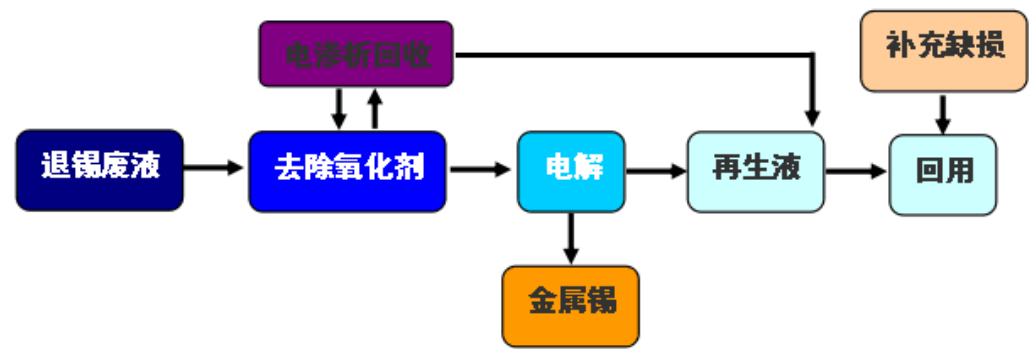 电渗析回收
补充缺损
退锡废液
去除氧化剂
电解
再生液
回用
金属锡